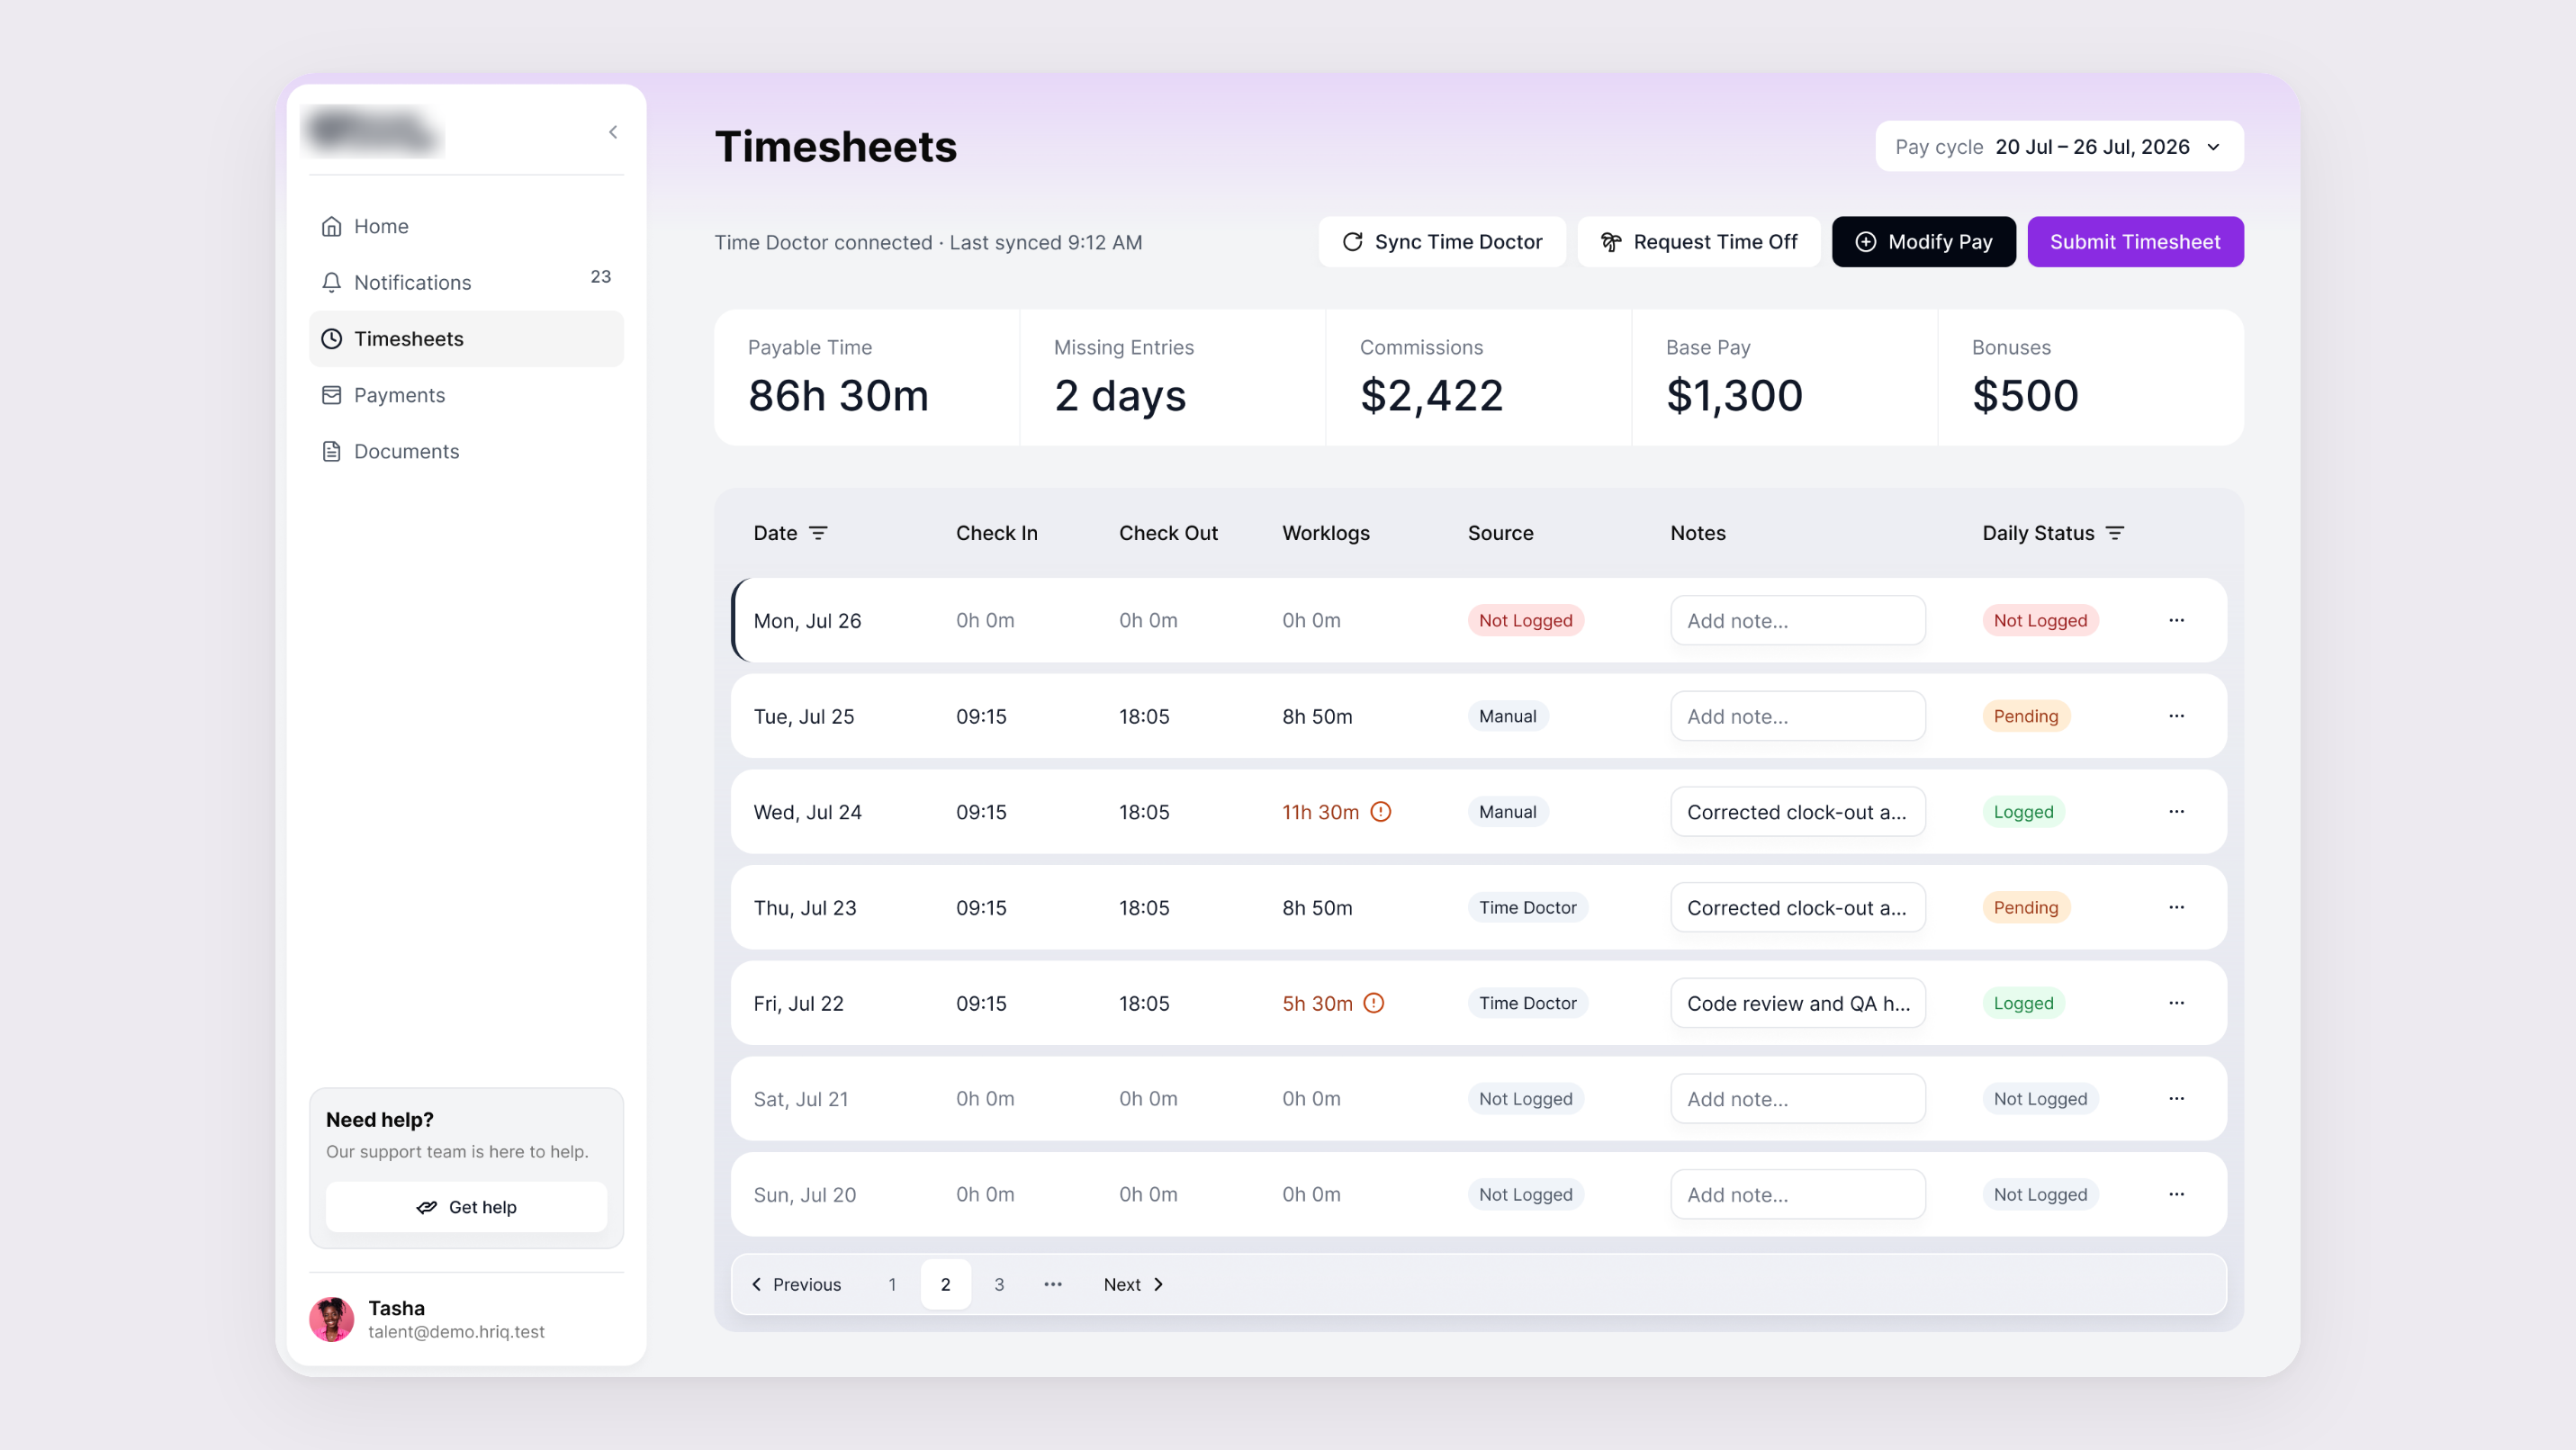 Timesheets
Pay cycle 20 Jul – 26 Jul, 2026
Home
Notifications 23
Timesheets
Payments
Documents
Need help?
Our support team is here to help.
Get help
Tasha
talent@demo.hriq.test
Time Doctor connected · Last synced 9:12 AM
Sync Time Doctor
Request Time Off
Modify Pay
Submit Timesheet
Payable Time
86h 30m
Missing Entries
2 days
Commissions
$2,422
Base Pay
$1,300
Bonuses
$500
Date Check In Check Out Worklogs Source Notes Daily Status
Mon, Jul 26 0h 0m 0h 0m 0h 0m Not Logged Add note... Not Logged
Tue, Jul 25 09:15 18:05 8h 50m Manual Add note... Pending
Wed, Jul 24 09:15 18:05 11h 30m Manual Corrected clock-out a... Logged
Thu, Jul 23 09:15 18:05 8h 50m Time Doctor Corrected clock-out a... Pending
Fri, Jul 22 09:15 18:05 5h 30m Time Doctor Code review and QA h... Logged
Sat, Jul 21 0h 0m 0h 0m 0h 0m Not Logged Add note... Not Logged
Sun, Jul 20 0h 0m 0h 0m 0h 0m Not Logged Add note... Not Logged
Previous 1 2 3 ••• Next